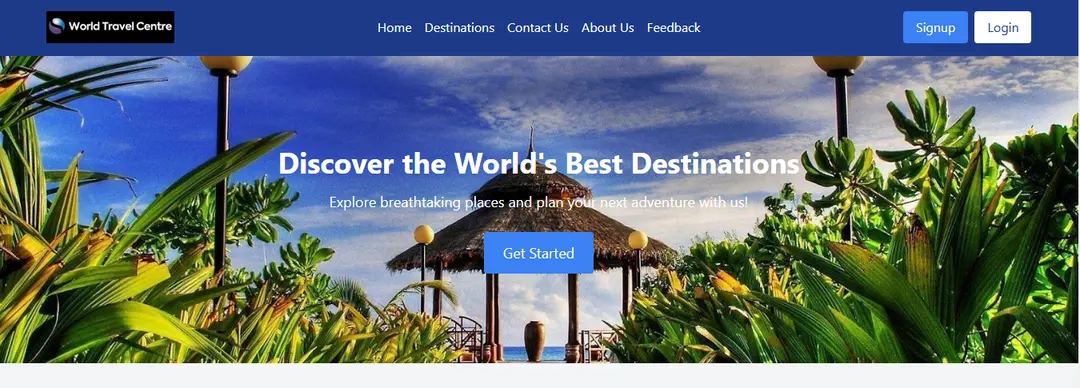 World Travel Centre
Home Destinations Contact Us About Us Feedback
Signup Login
Discover the World's Best Destinations
Explore breathtaking places and plan your next adventure with us!
Get Started